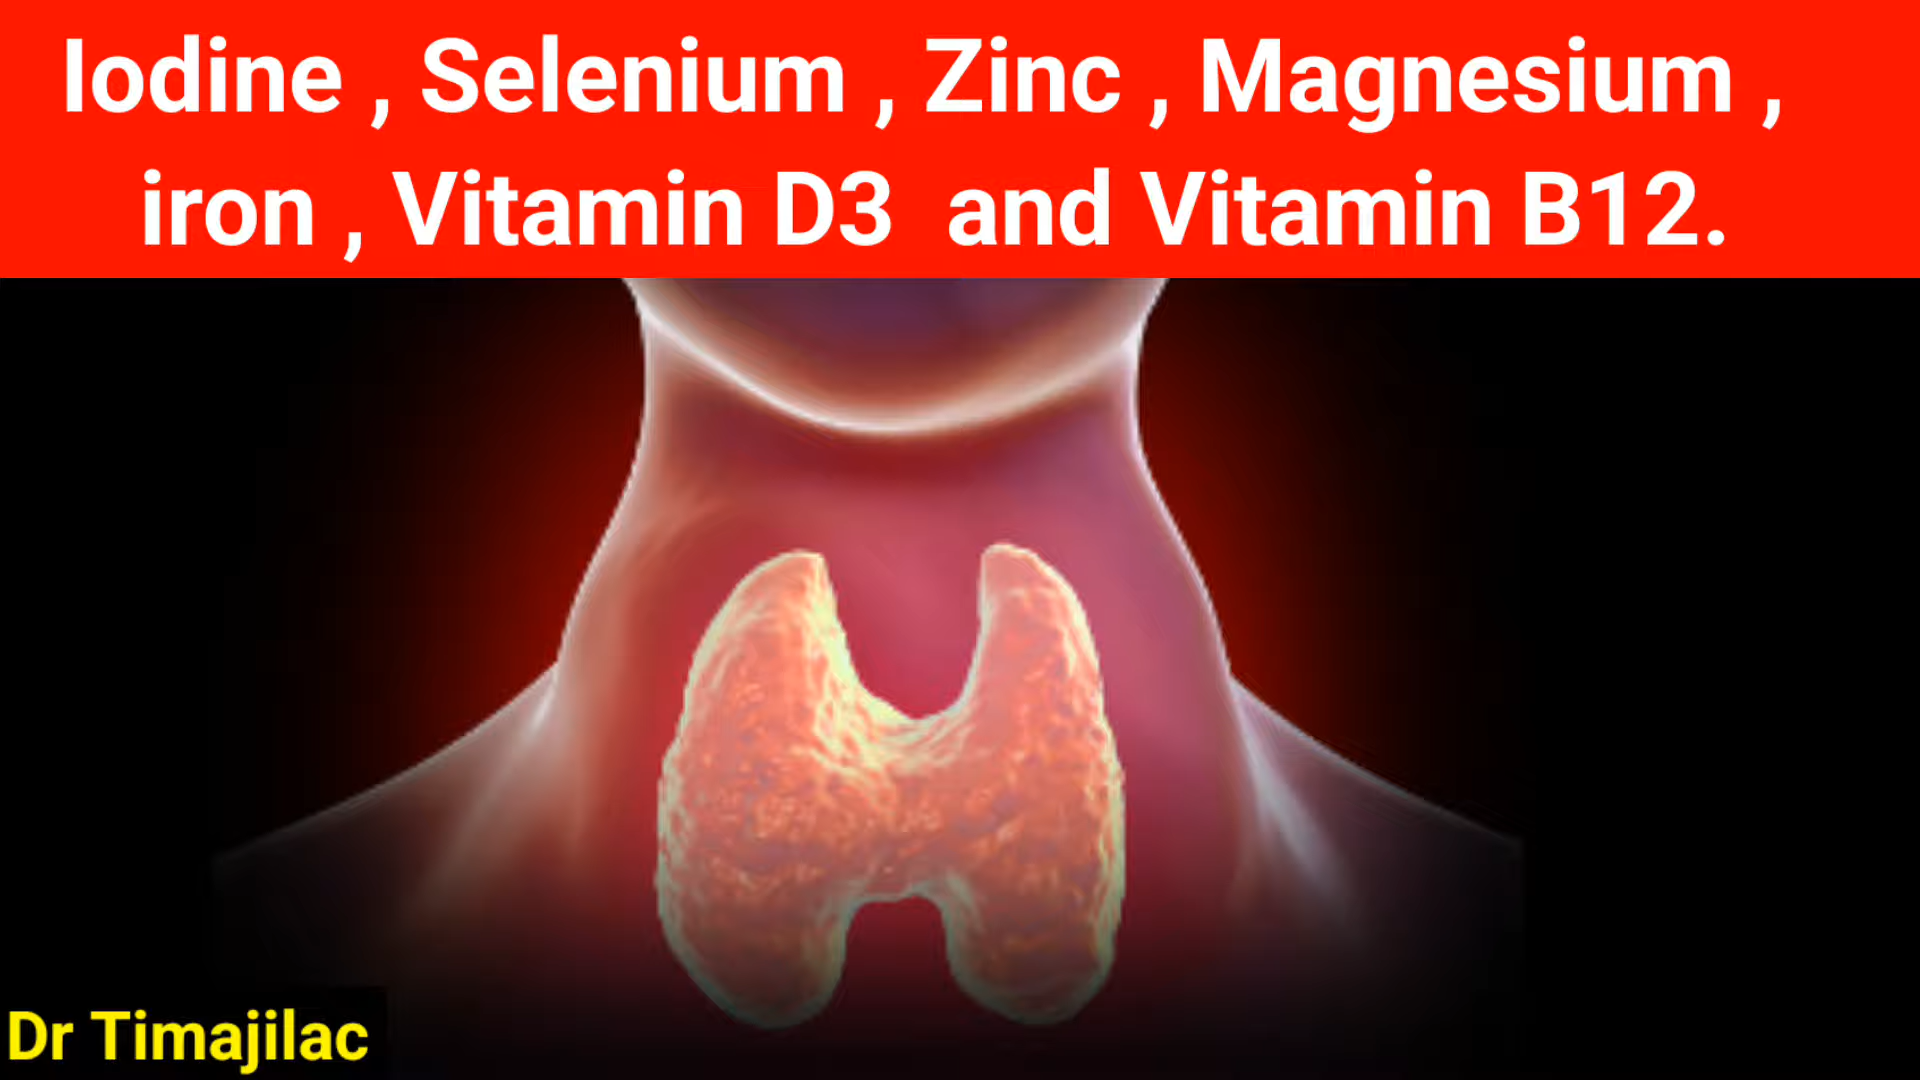 Iodine , Selenium , Zinc , Magnesium ,
iron , Vitamin D3  and Vitamin B12.
Dr Timajilac